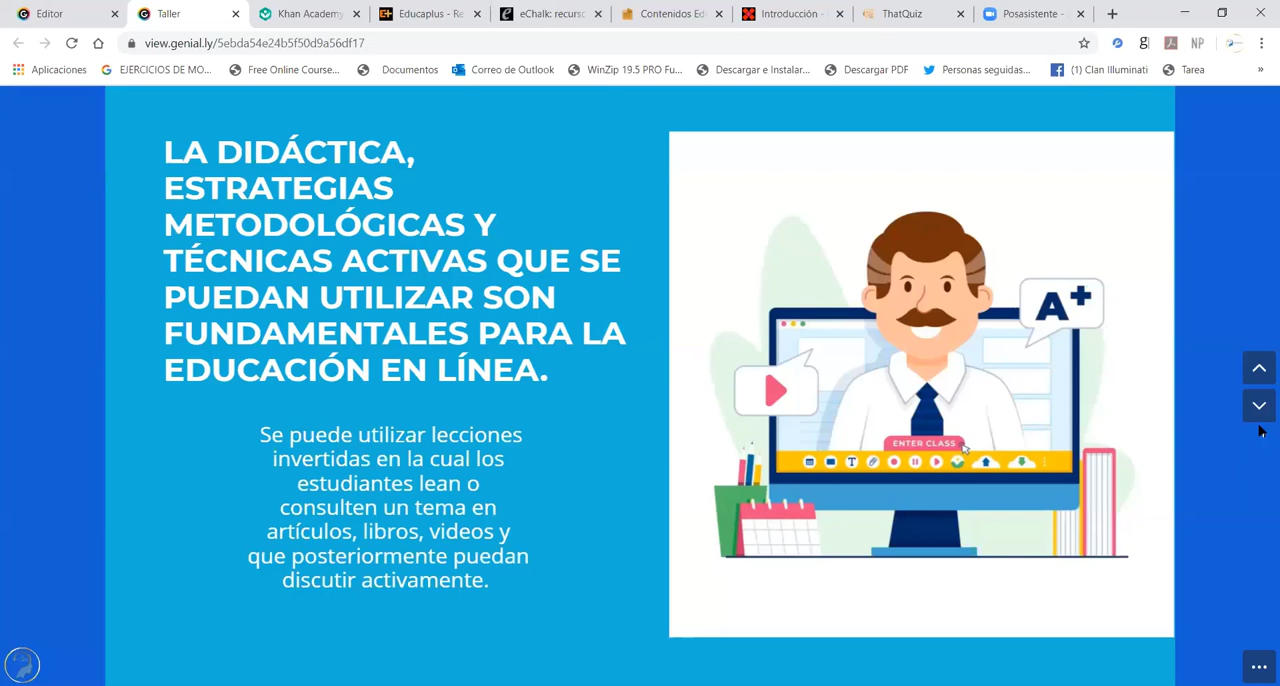 Editor
Taller
Khan Academy
Educaplus - Re
eChalk: recurso
Contenidos Ed
Introducción -
ThatQuiz
Posasistente -
view.genial.ly/5ebda54e24b5f50d9a56df17
Aplicaciones
EJERCICIOS DE MO...
Free Online Course...
Documentos
Correo de Outlook
WinZip 19.5 PRO Fu...
Descargar e Instalar...
Descargar PDF
Personas seguidas...
(1) Clan Illuminati
Tarea
LA DIDÁCTICA,
ESTRATEGIAS
METODOLÓGICAS Y
TÉCNICAS ACTIVAS QUE SE
PUEDAN UTILIZAR SON
FUNDAMENTALES PARA LA
EDUCACIÓN EN LÍNEA.
Se puede utilizar lecciones
invertidas en la cual los
estudiantes lean o
consulten un tema en
artículos, libros, videos y
que posteriormente puedan
discutir activamente.
A+
ENTER CLASS
T